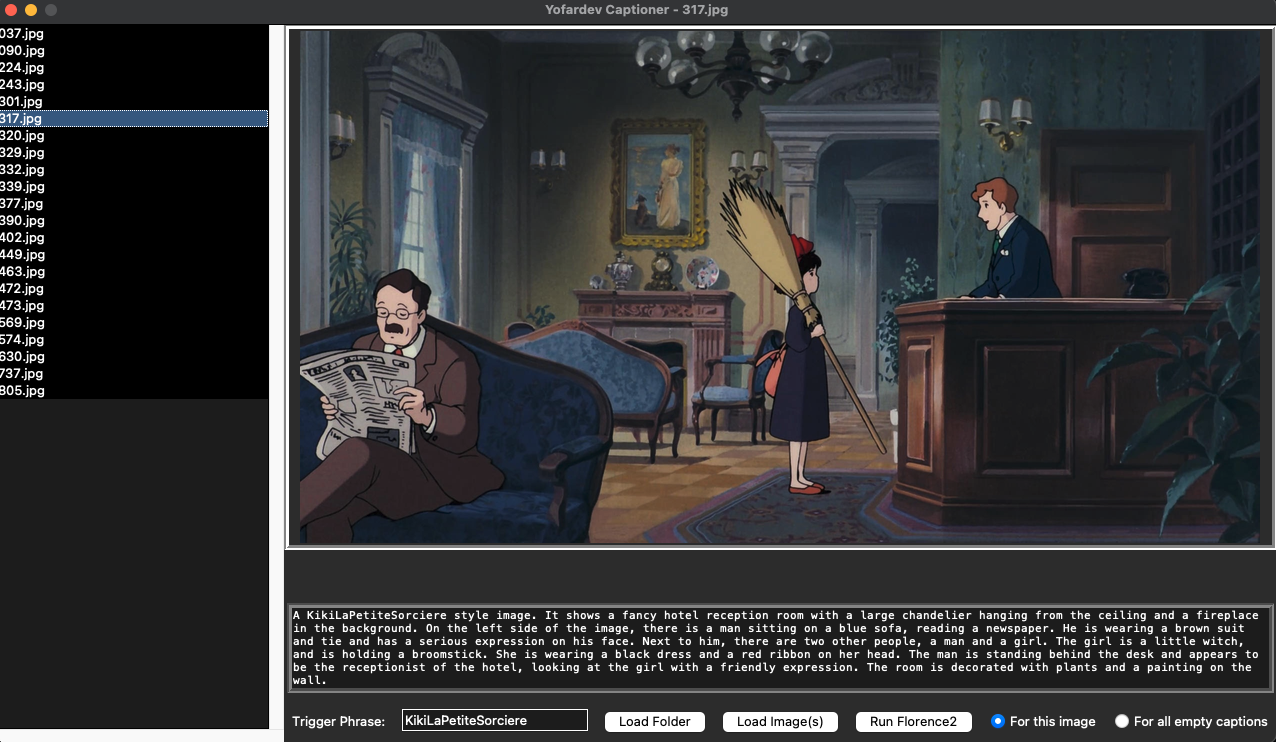 Yofardev Captioner - 317.jpg
037.jpg
090.jpg
224.jpg
243.jpg
301.jpg
317.jpg
320.jpg
329.jpg
332.jpg
339.jpg
377.jpg
390.jpg
402.jpg
449.jpg
463.jpg
472.jpg
473.jpg
569.jpg
574.jpg
630.jpg
737.jpg
805.jpg
A KikiLaPetiteSorciere style image. It shows a fancy hotel reception room with a large chandelier hanging from the ceiling and a fireplace
in the background. On the left side of the image, there is a man sitting on a blue sofa, reading a newspaper. He is wearing a brown suit
and tie and has a serious expression on his face. Next to him, there are two other people, a man and a girl. The girl is a little witch,
and is holding a broomstick. She is wearing a black dress and a red ribbon on her head. The man is standing behind the desk and appears to
be the receptionist of the hotel, looking at the girl with a friendly expression. The room is decorated with plants and a painting on the
wall.
Trigger Phrase: KikiLaPetiteSorciere Load Folder Load Image(s) Run Florence2 For this image For all empty captions